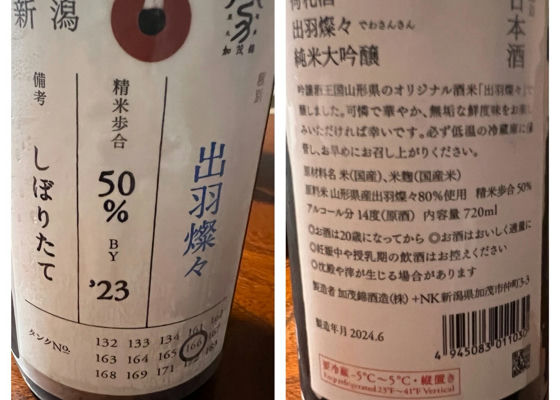 新潟
加茂錦
備考
しぼりたて
精米歩合
50%
BY
'23
出羽燦々
タンクNo.
132 133 134 161
163 164 165 166
168 169 171
日本酒
荷札酒
出羽燦々 でわさんさん
純米大吟醸
吟醸酒王国山形県のオリジナル酒米「出羽燦々」で
醸しました。可憐で華やか、無垢な鮮度味をお楽し
みいただければ幸いです。必ず低温の冷蔵庫に保
管し、お早めにお召し上がりください。
原材料名 米(国産)、米麹(国産米)
原料米 山形県産出羽燦々80%使用 精米歩合 50%
アルコール分 14度(原酒) 内容量 720ml
◎お酒は20歳になってから ◎お酒はおいしく適量に
◎妊娠中や授乳期の飲酒はお控えください
◎沈殿や滓が生じる場合があります
製造者 加茂錦酒造(株)+NK 新潟県加茂市仲町3-3
製造年月 2024.6
4 945083 01103
要冷蔵 -5℃〜5℃・縦置き
Keep refrigerated 23°F〜41°F Vertical